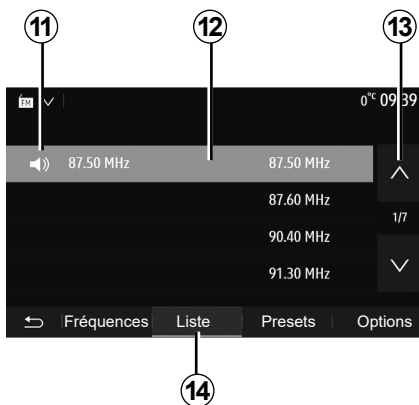 11 12 13
FM 0°C 09 39
87.50 MHz 87.50 MHz
87.60 MHz
1/7
90.40 MHz
91.30 MHz
Fréquences Liste Presets Options
14